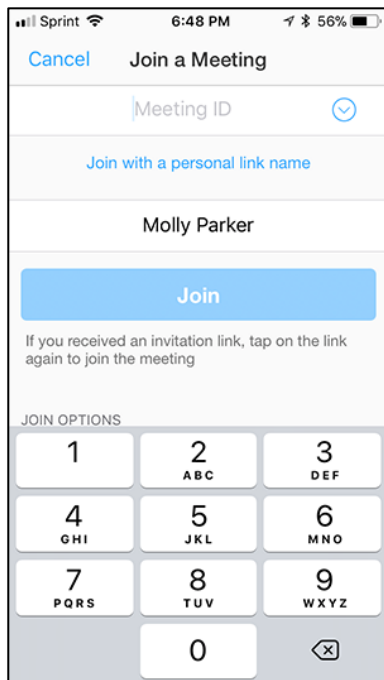 Sprint 6:48 PM 56%
Cancel Join a Meeting
Meeting ID
Join with a personal link name
Molly Parker
Join
If you received an invitation link, tap on the link
again to join the meeting
JOIN OPTIONS
1 2 3
ABC DEF
4 5 6
GHI JKL MNO
7 8 9
PQRS TUV WXYZ
0